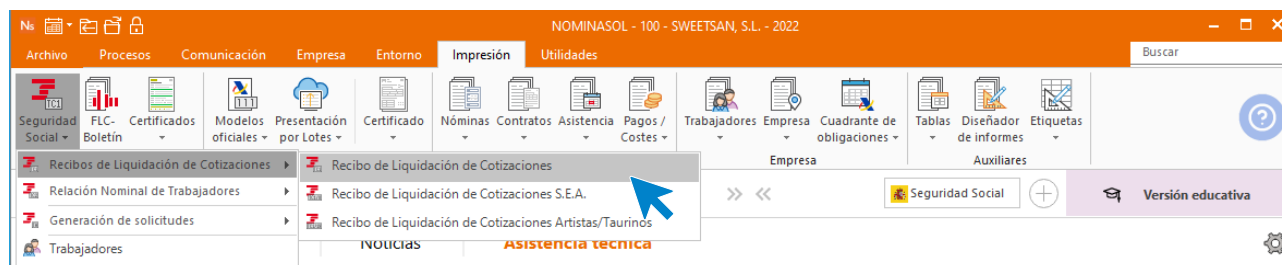 Ns
NOMINASOL - 100 - SWEETSAN, S.L. - 2022
Archivo Procesos Comunicación Empresa Entorno Impresión Utilidades Buscar
TC1 111
Seguridad Social FLC- Boletín Certificados Modelos oficiales Presentación por Lotes Certificado Nóminas Contratos Asistencia Pagos / Costes Trabajadores Empresa Cuadrante de obligaciones Tablas Diseñador de informes Etiquetas ?
Empresa Auxiliares
Recibos de Liquidación de Cotizaciones Recibo de Liquidación de Cotizaciones
Relación Nominal de Trabajadores Recibo de Liquidación de Cotizaciones S.E.A. Seguridad Social Versión educativa
Generación de solicitudes Recibo de Liquidación de Cotizaciones Artistas/Taurinos
Trabajadores Noticias Asistencia técnica